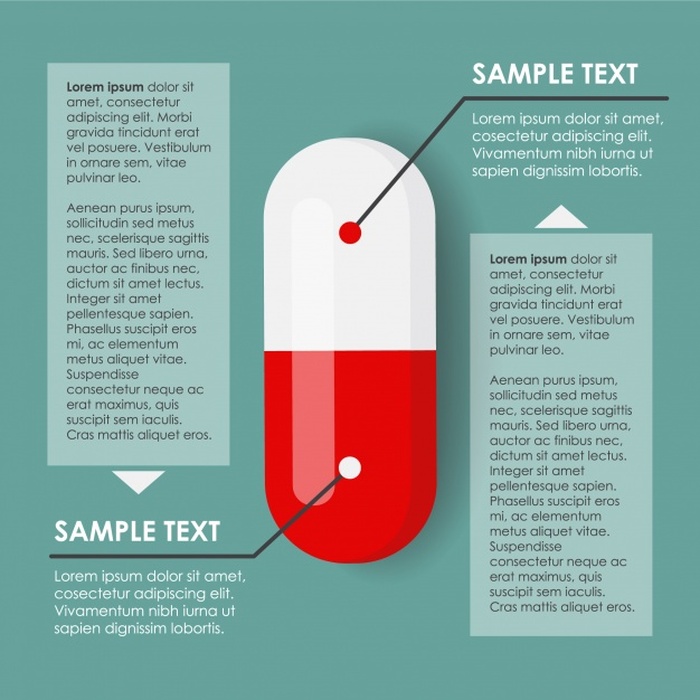 Lorem ipsum dolor sit
amet, consectetur
adipiscing elit. Morbi
gravida tincidunt erat
vel posuere. Vestibulum
in ornare sem, vitae
pulvinar leo.
Aenean purus ipsum,
sollicitudin sed massa
nec, scelerisque sagittis
mauris. Sed libero urna,
auctor ac finibus nec,
dictum sit amet lectus.
Integer sit amet
pellentesque sapien.
Phasellus suscipit eros
mi, ac elementum
metus aliquet vitae.
Suspendisse
consectetur neque ac
erat maximus, quis
suscipit sem iaculis.
Cras mattis aliquet eros.
SAMPLE TEXT
Lorem ipsum dolor sit amet,
consectetur adipiscing elit.
Vivamentum nibh iurna ut
sapien dignissim lobortis.
SAMPLE TEXT
Lorem ipsum dolor sit amet,
consectetur adipiscing elit.
Vivamentum nibh iurna ut
sapien dignissim lobortis.
Lorem ipsum dolor sit
amet, consectetur
adipiscing elit. Morbi
gravida tincidunt erat
vel posuere. Vestibulum
in ornare sem, vitae
pulvinar leo.
Aenean purus ipsum,
sollicitudin sed massa
nec, scelerisque sagittis
mauris. Sed libero urna,
auctor ac finibus nec,
dictum sit amet lectus.
Integer sit amet
pellentesque sapien.
Phasellus suscipit eros
mi, ac elementum
metus aliquet vitae.
Suspendisse
consectetur neque ac
erat maximus, quis
suscipit sem iaculis.
Cras mattis aliquet eros.